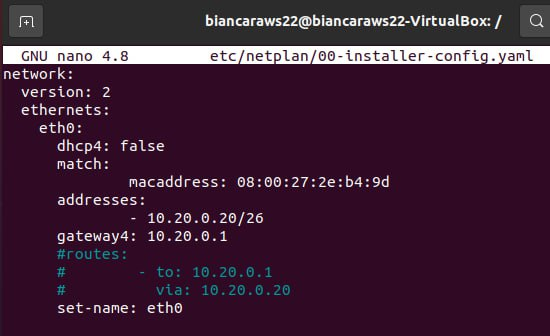 biancaraws22@biancaraws22-VirtualBox: /
GNU nano 4.8 etc/netplan/00-installer-config.yaml
network:
  version: 2
  ethernets:
    eth0:
      dhcp4: false
      match:
              macaddress: 08:00:27:2e:b4:9d
      addresses:
              - 10.20.0.20/26
      gateway4: 10.20.0.1
      #routes:
      #        - to: 10.20.0.1
      #          via: 10.20.0.20
      set-name: eth0